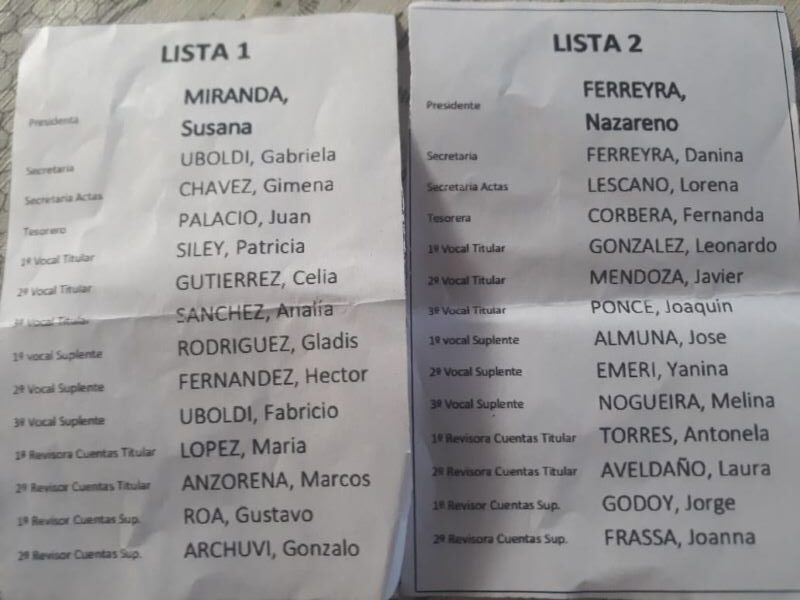 LISTA 1
Presidenta MIRANDA,
Susana
Secretaria UBOLDI, Gabriela
Secretaria Actas CHAVEZ, Gimena
Tesorero PALACIO, Juan
1º Vocal Titular SILEY, Patricia
2º Vocal Titular GUTIERREZ, Celia
3º Vocal Titular SANCHEZ, Analía
1º vocal Suplente RODRIGUEZ, Gladis
2º Vocal Suplente FERNANDEZ, Hector
3º Vocal Suplente UBOLDI, Fabricio
1º Revisora Cuentas Titular LOPEZ, Maria
2º Revisor Cuentas Titular ANZORENA, Marcos
1º Revisor Cuentas Sup. ROA, Gustavo
2º Revisor Cuentas Sup. ARCHUVI, Gonzalo
LISTA 2
Presidente FERREYRA,
Nazareno
Secretaria FERREYRA, Danina
Secretaria Actas LESCANO, Lorena
Tesorera CORBERA, Fernanda
1º Vocal Titular GONZALEZ, Leonardo
2º Vocal Titular MENDOZA, Javier
3º Vocal Titular PONCE, Joaquin
1º vocal Suplente ALMUNA, Jose
2º Vocal Suplente EMERI, Yanina
3º Vocal Suplente NOGUEIRA, Melina
1º Revisora Cuentas Titular TORRES, Antonela
2º Revisora Cuentas Titular AVELDAÑO, Laura
1º Revisor Cuentas Sup. GODOY, Jorge
2º Revisora Cuentas Sup. FRASSA, Joanna